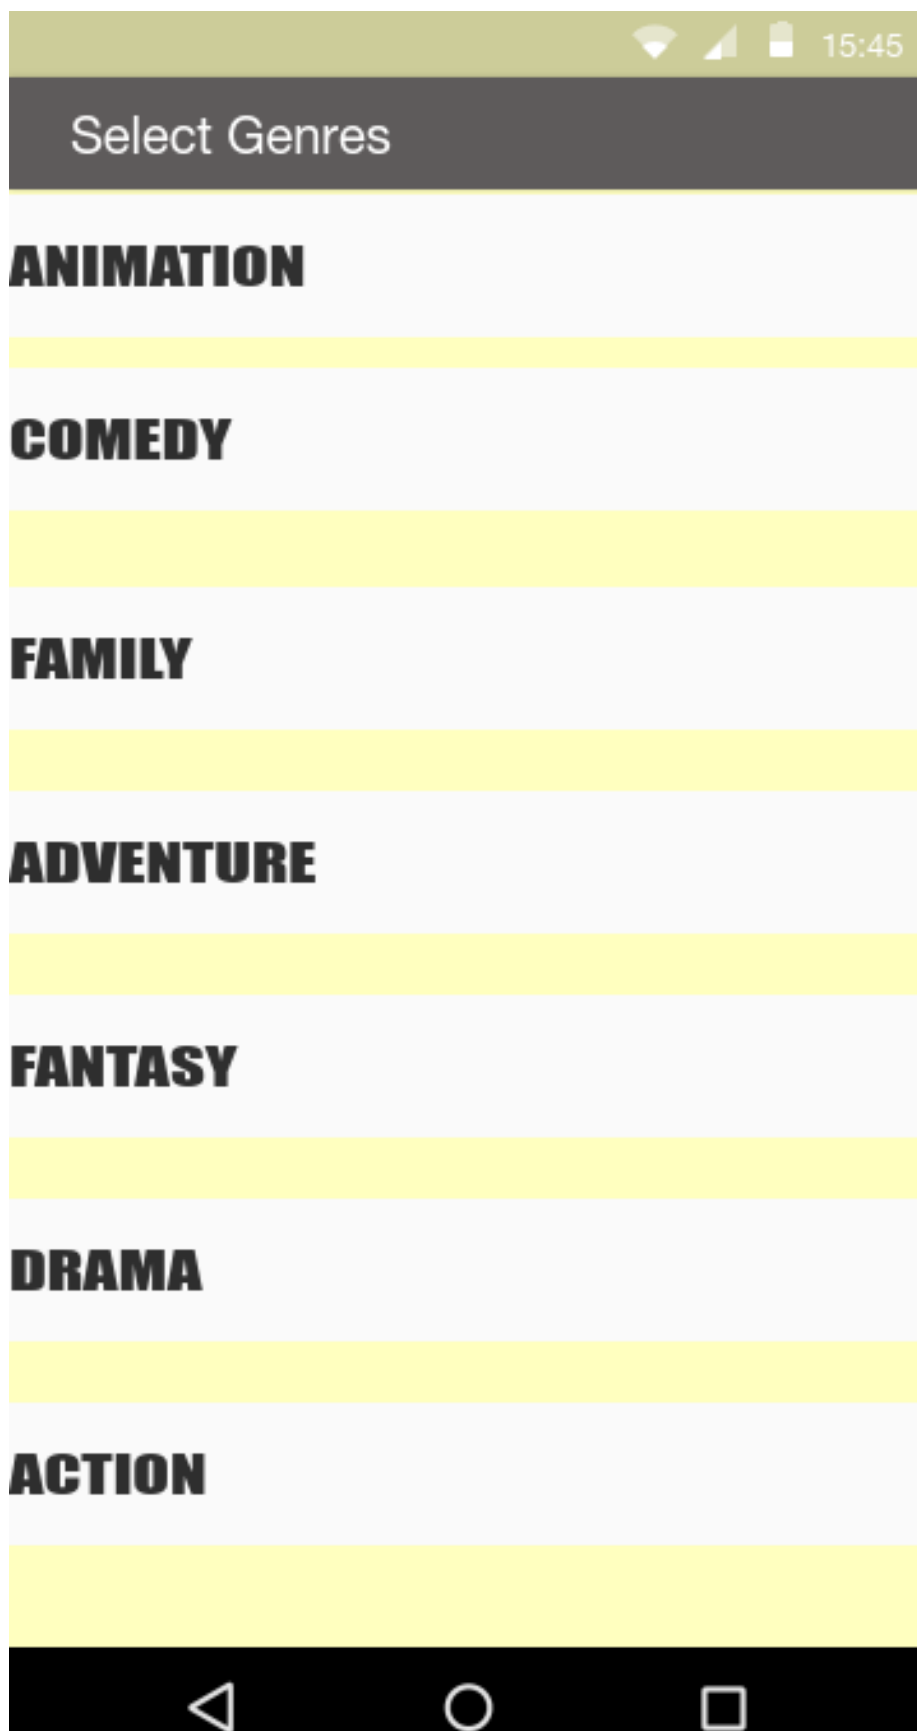 15:45
Select Genres
ANIMATION
COMEDY
FAMILY
ADVENTURE
FANTASY
DRAMA
ACTION